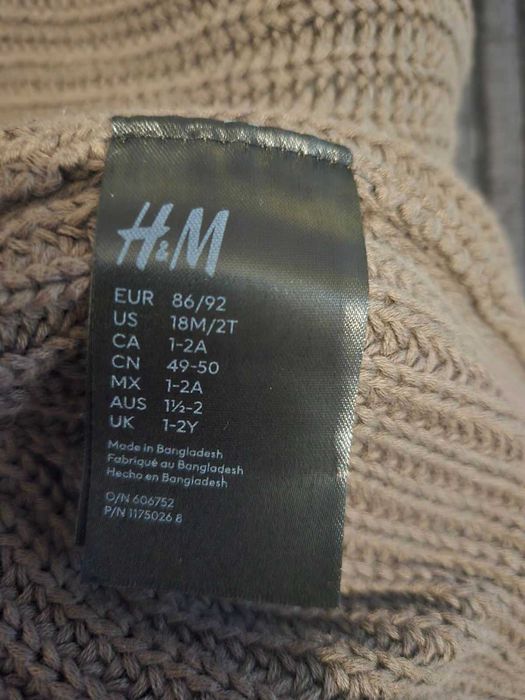 H&M
EUR 86/92
US 18M/2T
CA 1-2A
CN 49-50
MX 1-2A
AUS 1½-2
UK 1-2Y
Made in Bangladesh
Fabriqué au Bangladesh
Hecho en Bangladesh
O/N 606752
P/N 1175026 8